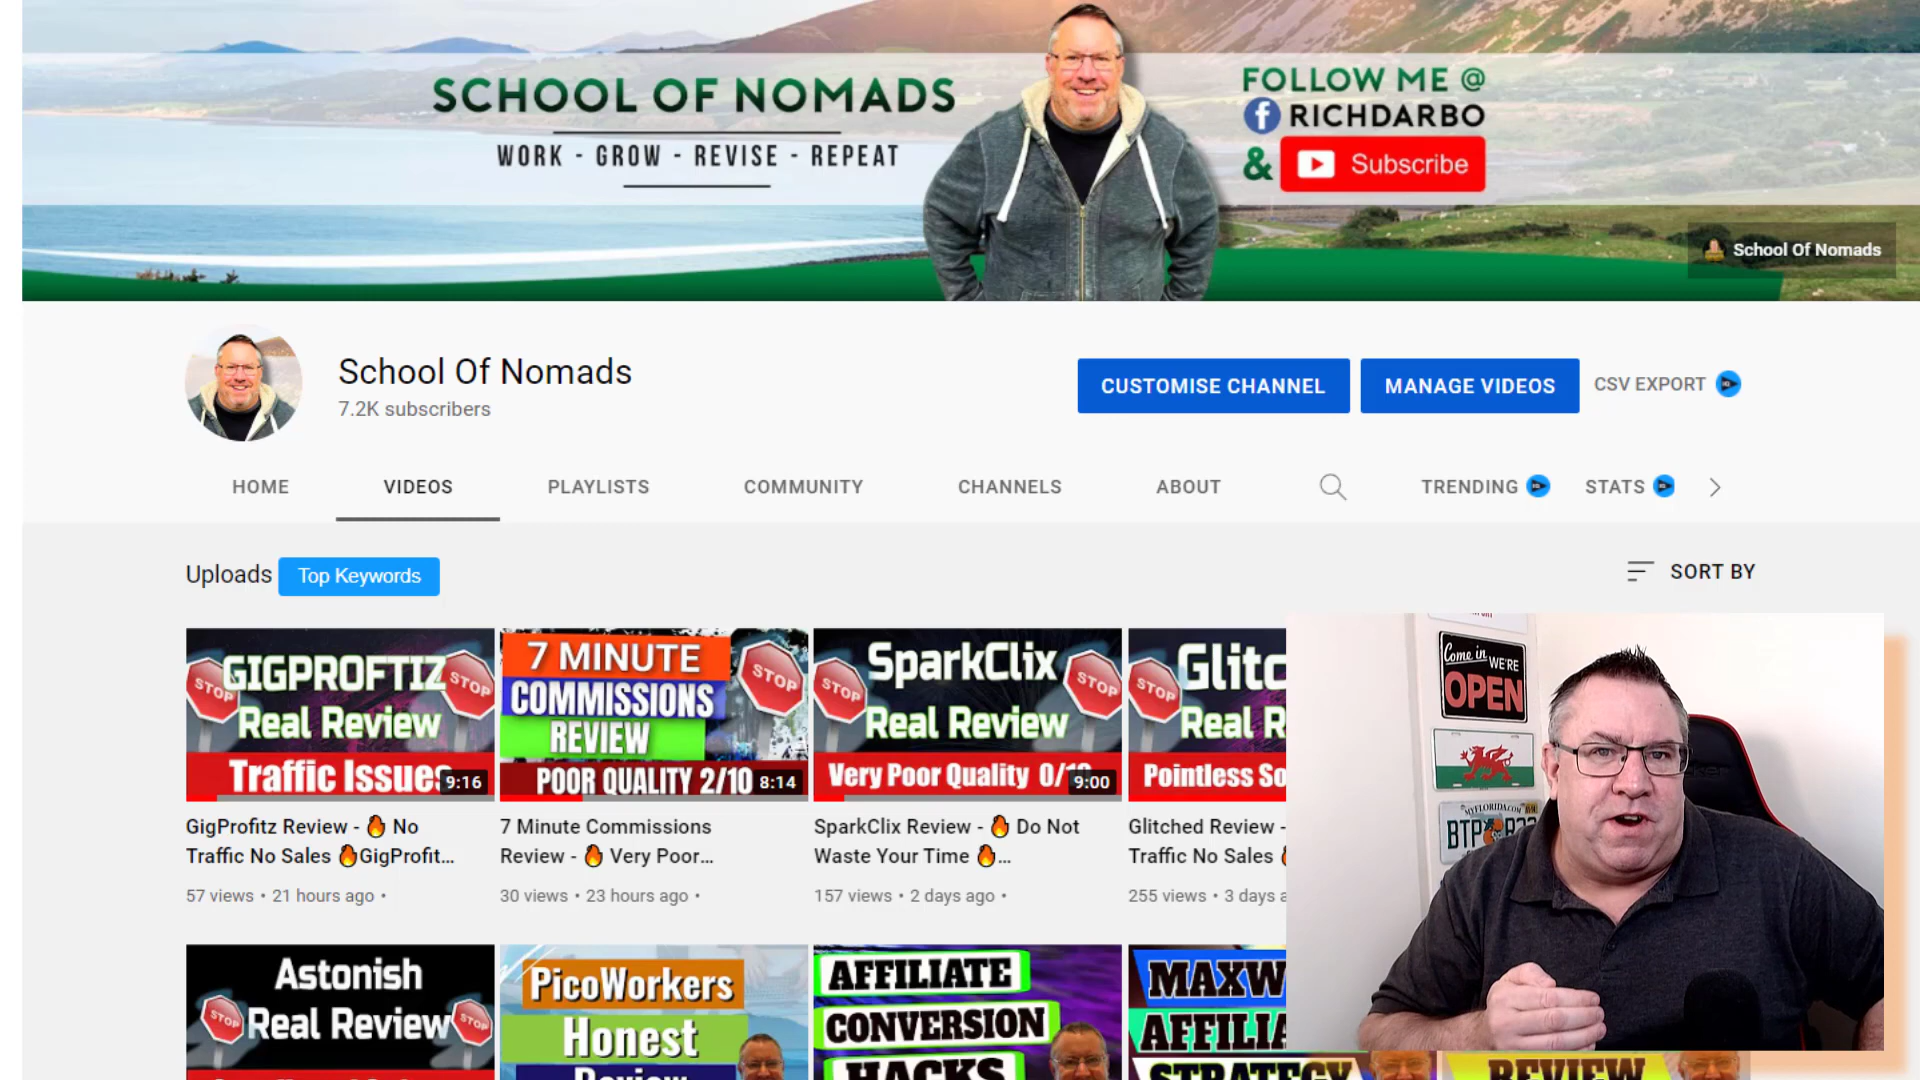 SCHOOL OF NOMADS
WORK - GROW - REVISE - REPEAT
FOLLOW ME @
RICHDARBO
& Subscribe
School Of Nomads
School Of Nomads
7.2K subscribers
CUSTOMISE CHANNEL
MANAGE VIDEOS
CSV EXPORT
HOME
VIDEOS
PLAYLISTS
COMMUNITY
CHANNELS
ABOUT
TRENDING
STATS
Uploads
Top Keywords
SORT BY
GIGPROFTIZ
STOP
STOP
Real Review
Traffic Issues
9:16
7 MINUTE
COMMISSIONS
REVIEW
STOP
POOR QUALITY 2/10
8:14
SparkClix
STOP
STOP
Real Review
Very Poor Quality 0/
9:00
Glitc
STOP
Real R
Pointless So
GigProfitz Review - 🔥 No
Traffic No Sales 🔥GigProfit...
57 views • 21 hours ago •
7 Minute Commissions
Review - 🔥 Very Poor...
30 views • 23 hours ago •
SparkClix Review - 🔥 Do Not
Waste Your Time 🔥...
157 views • 2 days ago •
Glitched Review -
Traffic No Sales
255 views • 3 days a
Come in WE'RE
OPEN
MYFLORIDA.COM
BTP
Astonish
STOP
Real Review
STOP
PicoWorkers
Honest
Review
AFFILIATE
CONVERSION
HACKS
MAXW
AFFILIA
STRATEGY
REVIEW